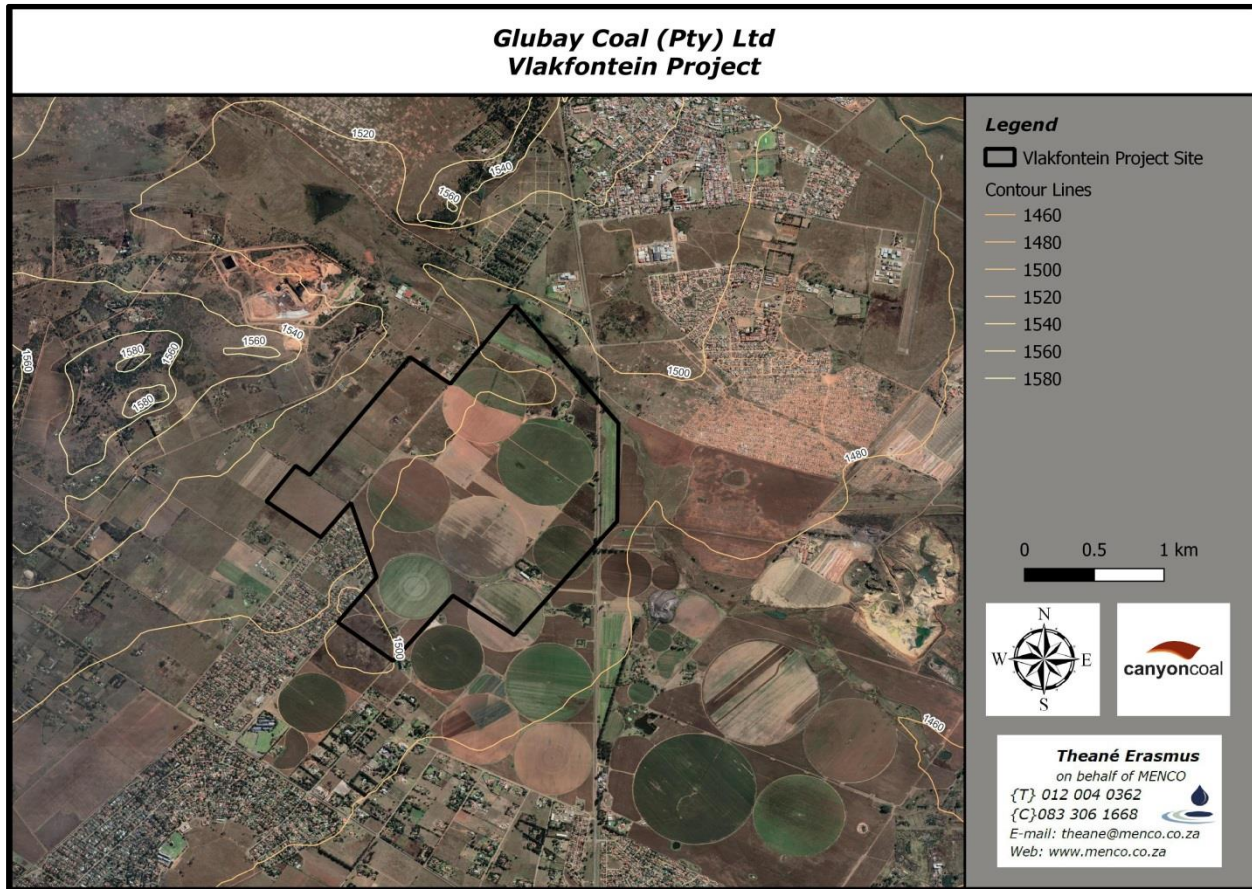 Glubay Coal (Pty) Ltd
Vlakfontein Project
1520
1540
1560
1540
1560
1580
1560
1580
1560
1500
1480
1500
1460
Legend
Vlakfontein Project Site
Contour Lines
1460
1480
1500
1520
1540
1560
1580
0 0.5 1 km
N
W E
S
canyoncoal
Theané Erasmus
on behalf of MENCO
{T} 012 004 0362
{C}083 306 1668
E-mail: theane@menco.co.za
Web: www.menco.co.za